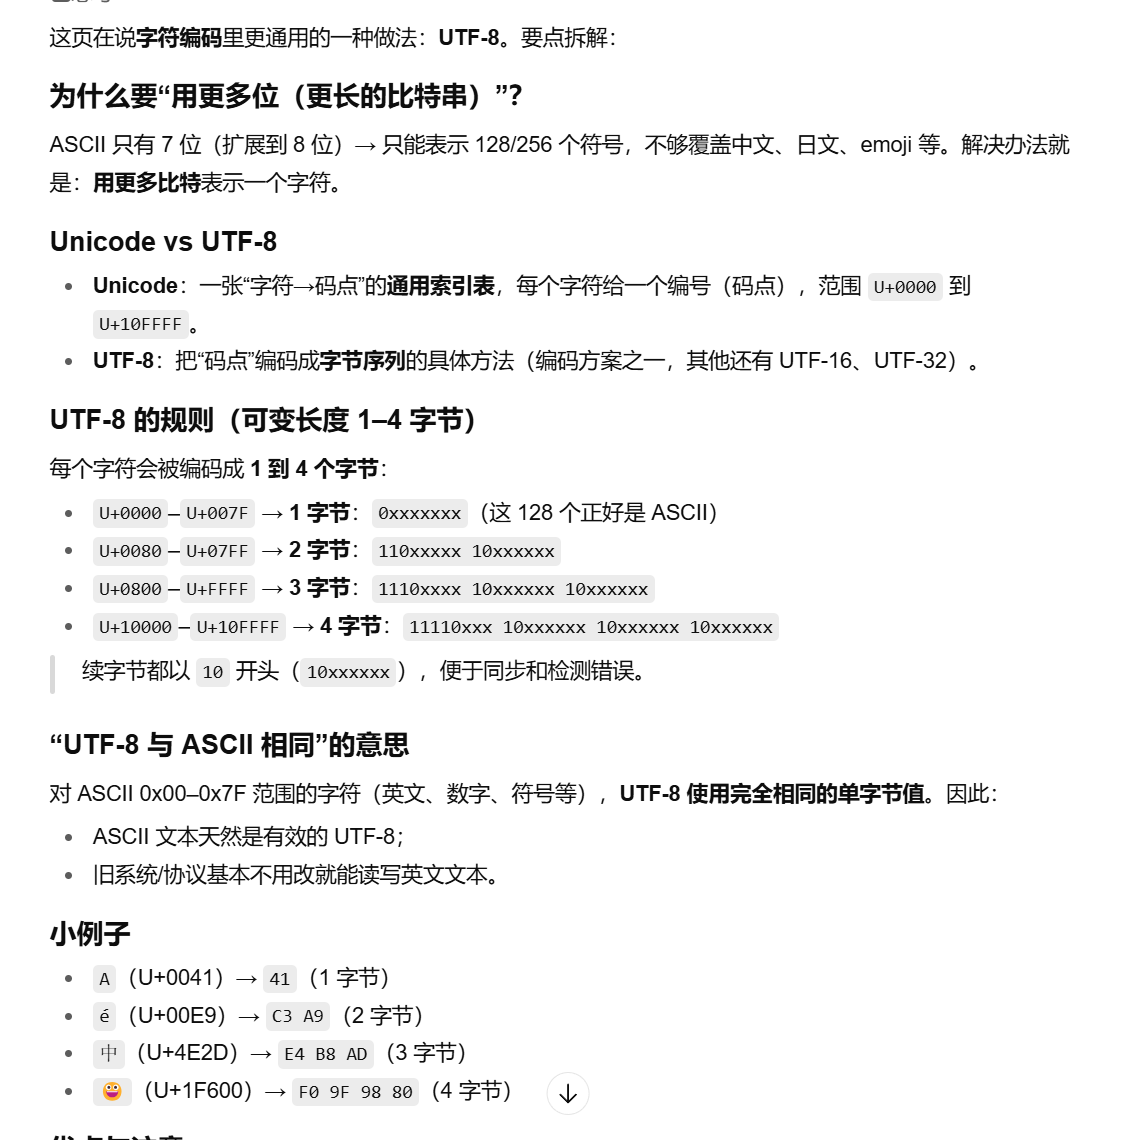 这页在说字符编码里更通用的一种做法：UTF-8。要点拆解：
为什么要“用更多位（更长的比特串）”？
ASCII 只有 7 位（扩展到 8 位）→ 只能表示 128/256 个符号，不够覆盖中文、日文、emoji 等。解决办法就
是：用更多比特表示一个字符。
Unicode vs UTF-8
• Unicode：一张“字符→码点”的通用索引表，每个字符给一个编号（码点），范围 U+0000 到
U+10FFFF。
• UTF-8：把“码点”编码成字节序列的具体方法（编码方案之一，其他还有 UTF-16、UTF-32）。
UTF-8 的规则（可变长度 1–4 字节）
每个字符会被编码成 1 到 4 个字节：
• U+0000–U+007F → 1 字节：0xxxxxxx（这 128 个正好是 ASCII）
• U+0080–U+07FF → 2 字节：110xxxxx 10xxxxxx
• U+0800–U+FFFF → 3 字节：1110xxxx 10xxxxxx 10xxxxxx
• U+10000–U+10FFFF → 4 字节：11110xxx 10xxxxxx 10xxxxxx 10xxxxxx
续字节都以 10 开头（10xxxxxx），便于同步和检测错误。
“UTF-8 与 ASCII 相同”的意思
对 ASCII 0x00–0x7F 范围的字符（英文、数字、符号等），UTF-8 使用完全相同的单字节值。因此：
• ASCII 文本天然是有效的 UTF-8；
• 旧系统/协议基本不用改就能读写英文文本。
小例子
• A（U+0041）→ 41（1 字节）
• é（U+00E9）→ C3 A9（2 字节）
• 中（U+4E2D）→ E4 B8 AD（3 字节）
• 😀（U+1F600）→ F0 9F 98 80（4 字节）